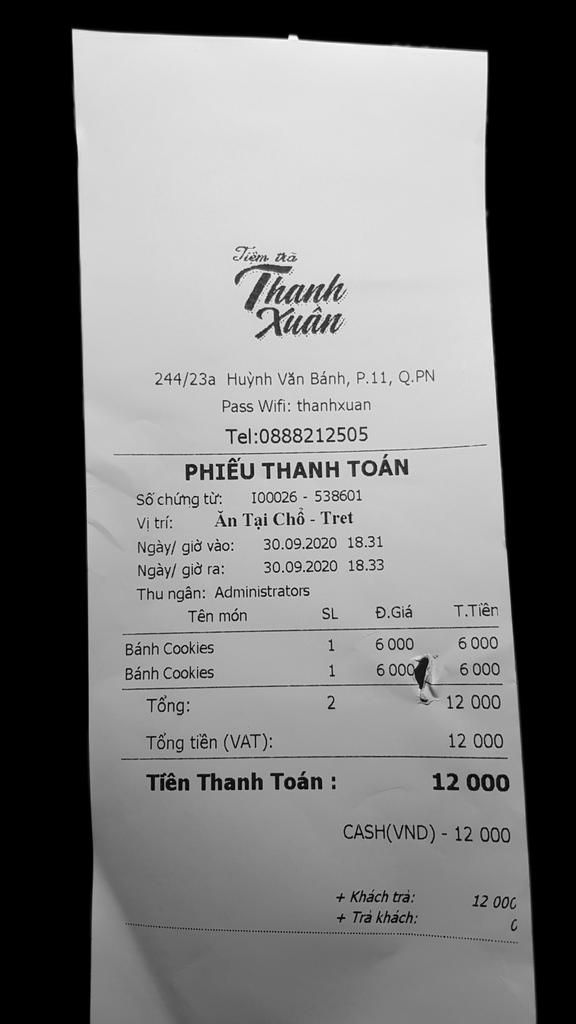 Tiệm trà
Thanh
Xuân
244/23a Huỳnh Văn Bánh, P.11, Q.PN
Pass Wifi: thanhxuan
Tel:0888212505
PHIẾU THANH TOÁN
Số chứng từ: I00026 - 538601
Vị trí: Ăn Tại Chổ - Tret
Ngày/ giờ vào: 30.09.2020 18.31
Ngày/ giờ ra: 30.09.2020 18.33
Thu ngân: Administrators
Tên món SL Đ.Giá T.Tiền
Bánh Cookies 1 6 000 6 000
Bánh Cookies 1 6 000 6 000
Tổng: 2 12 000
Tổng tiền (VAT): 12 000
Tiền Thanh Toán : 12 000
CASH(VND) - 12 000
+ Khách trả: 12 000
+ Trả khách: 0